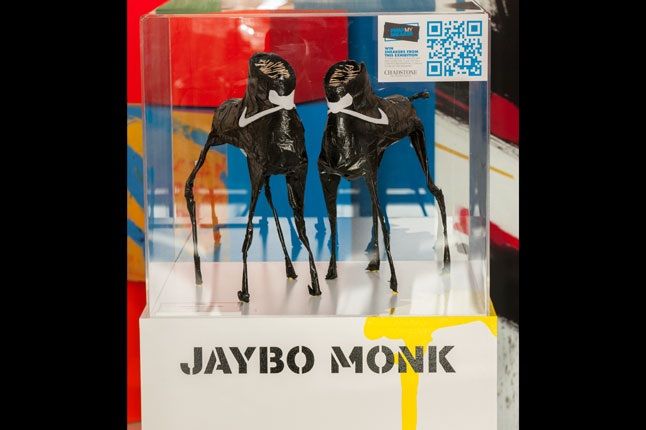 WIN
SNEAKERS FROM
THIS EXHIBITION
CHADSTONE
JAYBO MONK